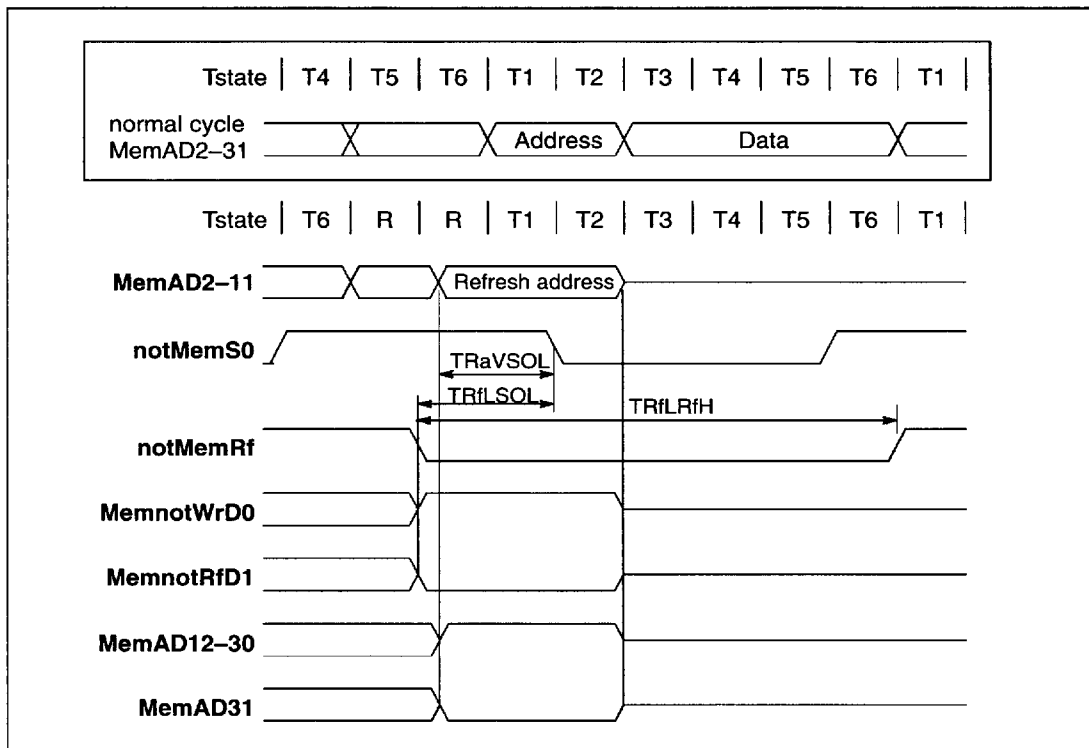 Tstate | T4 | T5 | T6 | T1 | T2 | T3 | T4 | T5 | T6 | T1 |
normal cycle
MemAD2–31
Address
Data
Tstate | T6 | R | R | T1 | T2 | T3 | T4 | T5 | T6 | T1 |
MemAD2–11
Refresh address
notMemS0
TRaVSOL
TRfLSOL
TRfLRfH
notMemRf
MemnotWrD0
MemnotRfD1
MemAD12–30
MemAD31